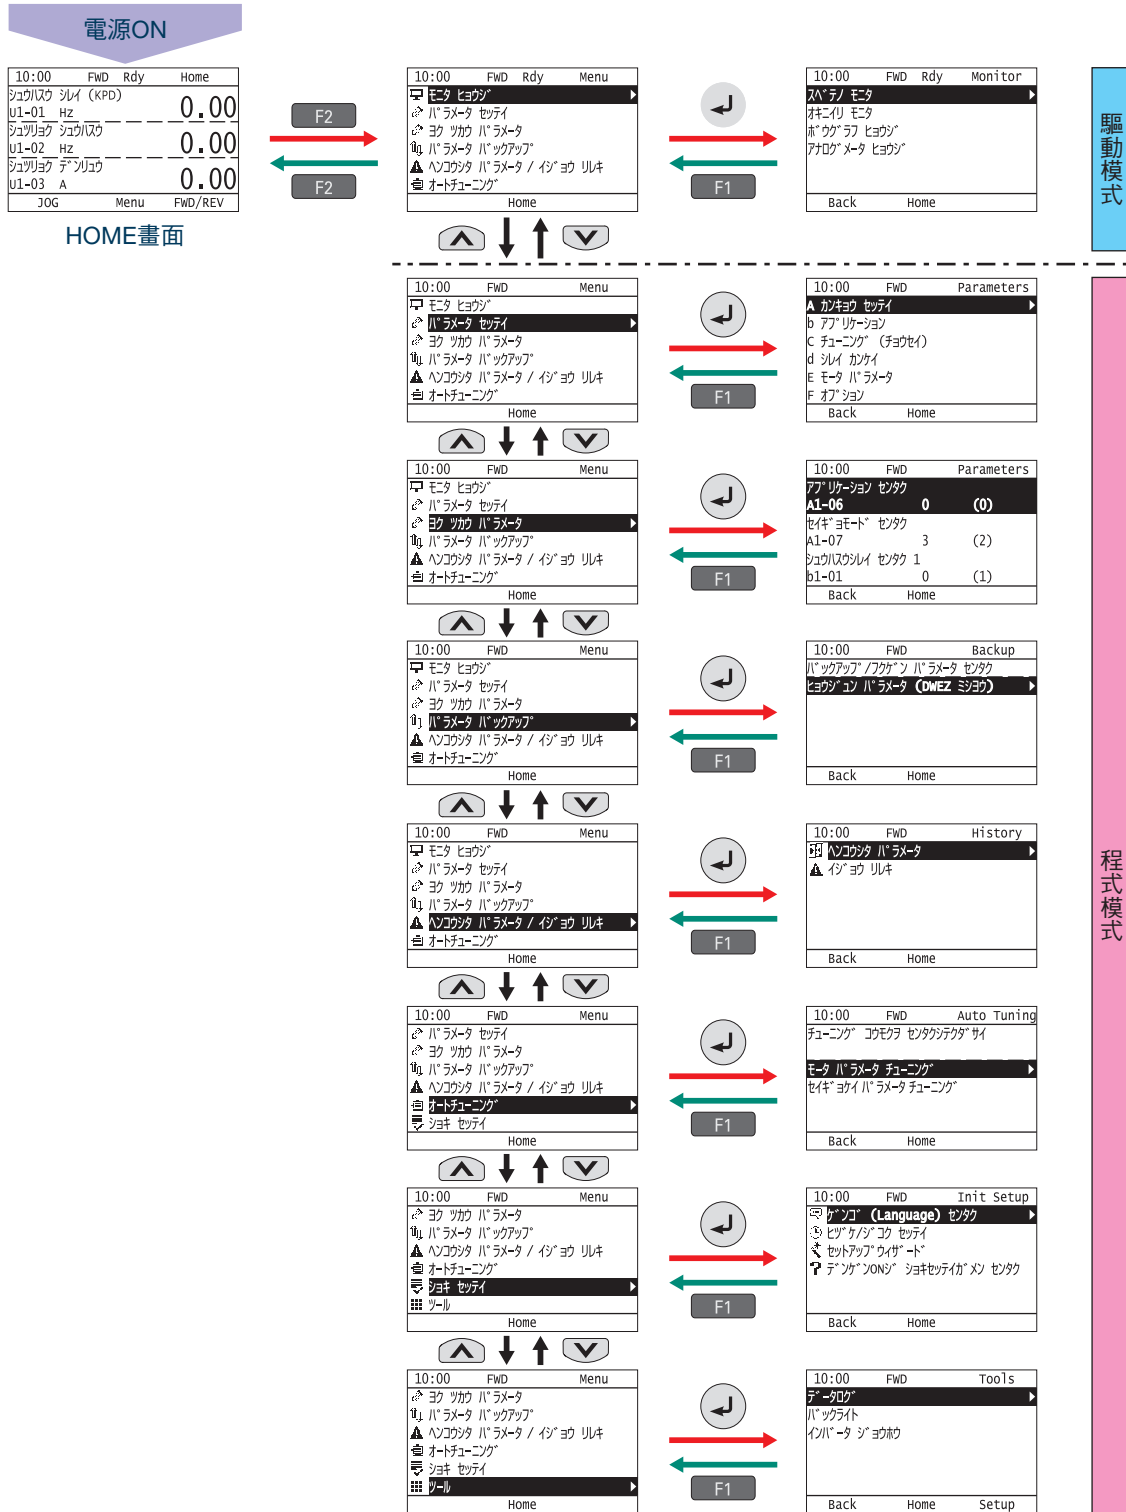 電源ON
10:00 FWD Rdy Home
シュウハスウ シレイ (KPD)
U1-01 Hz 0.00
シュツリョク シュウハスウ
U1-02 Hz 0.00
シュツリョク デンリュウ
U1-03 A 0.00
JOG Menu FWD/REV
HOME畫面
F2
F2
10:00 FWD Rdy Menu
モニタ ヒョウジ
パラメータ セッテイ
ヨク ツカウ パラメータ
パラメータ バックアップ
ヘンコウシタ パラメータ / イジョウ リレキ
オートチューニング
Home
F1
10:00 FWD Rdy Monitor
スベテノ モニタ
オキニイリ モニタ
ボウグラフ ヒョウジ
アナログメータ ヒョウジ
Back Home
驅動模式
10:00 FWD Menu
モニタ ヒョウジ
パラメータ セッテイ
ヨク ツカウ パラメータ
パラメータ バックアップ
ヘンコウシタ パラメータ / イジョウ リレキ
オートチューニング
Home
F1
10:00 FWD Parameters
A カンキョウ セッテイ
b アプリケーション
C チューニング (チョウセイ)
d シレイ カンケイ
E モータ パラメータ
F オプション
Back Home
10:00 FWD Menu
モニタ ヒョウジ
パラメータ セッテイ
ヨク ツカウ パラメータ
パラメータ バックアップ
ヘンコウシタ パラメータ / イジョウ リレキ
オートチューニング
Home
F1
10:00 FWD Parameters
アプリケーション センタク
A1-06 0 (0)
セイギョモード センタク
A1-07 3 (2)
シュウハスウシレイ センタク 1
b1-01 0 (1)
Back Home
10:00 FWD Menu
モニタ ヒョウジ
パラメータ セッテイ
ヨク ツカウ パラメータ
パラメータ バックアップ
ヘンコウシタ パラメータ / イジョウ リレキ
オートチューニング
Home
F1
10:00 FWD Backup
バックアップ/フクゲン パラメータ センタク
ヒョウジュン パラメータ (DWEZ ミシヨウ)
Back Home
10:00 FWD Menu
モニタ ヒョウジ
パラメータ セッテイ
ヨク ツカウ パラメータ
パラメータ バックアップ
ヘンコウシタ パラメータ / イジョウ リレキ
オートチューニング
Home
F1
10:00 FWD History
ヘンコウシタ パラメータ
イジョウ リレキ
Back Home
程式模式
10:00 FWD Menu
パラメータ セッテイ
ヨク ツカウ パラメータ
パラメータ バックアップ
ヘンコウシタ パラメータ / イジョウ リレキ
オートチューニング
ショキ セッテイ
Home
F1
10:00 FWD Auto Tuning
チューニング コウモクヲ センタクシテクダサイ
モータ パラメータ チューニング
セイギョケイ パラメータ チューニング
Back Home
10:00 FWD Menu
ヨク ツカウ パラメータ
パラメータ バックアップ
ヘンコウシタ パラメータ / イジョウ リレキ
オートチューニング
ショキ セッテイ
ツール
Home
F1
10:00 FWD Init Setup
ゲンゴ (Language) センタク
ヒヅケ/ジコク セッテイ
セットアップウィザード
? デンゲンONジ ショキセッテイガメン センタク
Back Home
10:00 FWD Menu
ヨク ツカウ パラメータ
パラメータ バックアップ
ヘンコウシタ パラメータ / イジョウ リレキ
オートチューニング
ショキ セッテイ
ツール
Home
F1
10:00 FWD Tools
データログ
バックライト
インバータ ジョウホウ
Back Home Setup